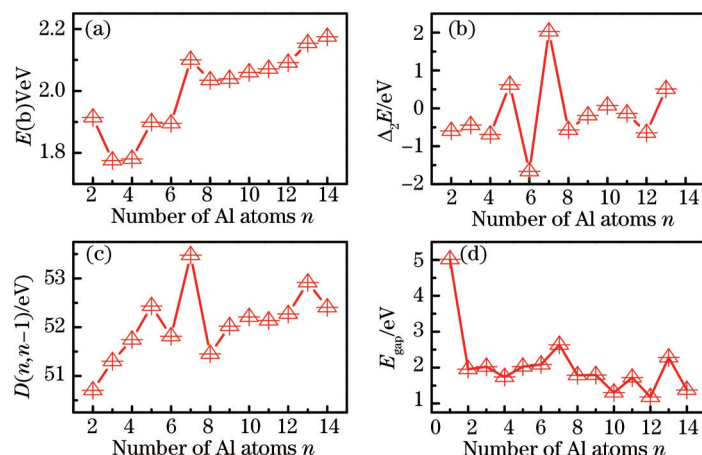 (a)
E(b)VeV
2.2
2.0
1.8
2 4 6 8 10 12 14
Number of Al atoms n
(b)
Δ₂E/eV
2
1
0
−1
−2
2 4 6 8 10 12 14
Number of Al atoms n
(c)
D(n,n−1)/eV)
53
52
51
2 4 6 8 10 12 14
Number of Al atoms n
(d)
E_gap/eV
5
4
3
2
1
0 2 4 6 8 10 12 14
Number of Al atoms n